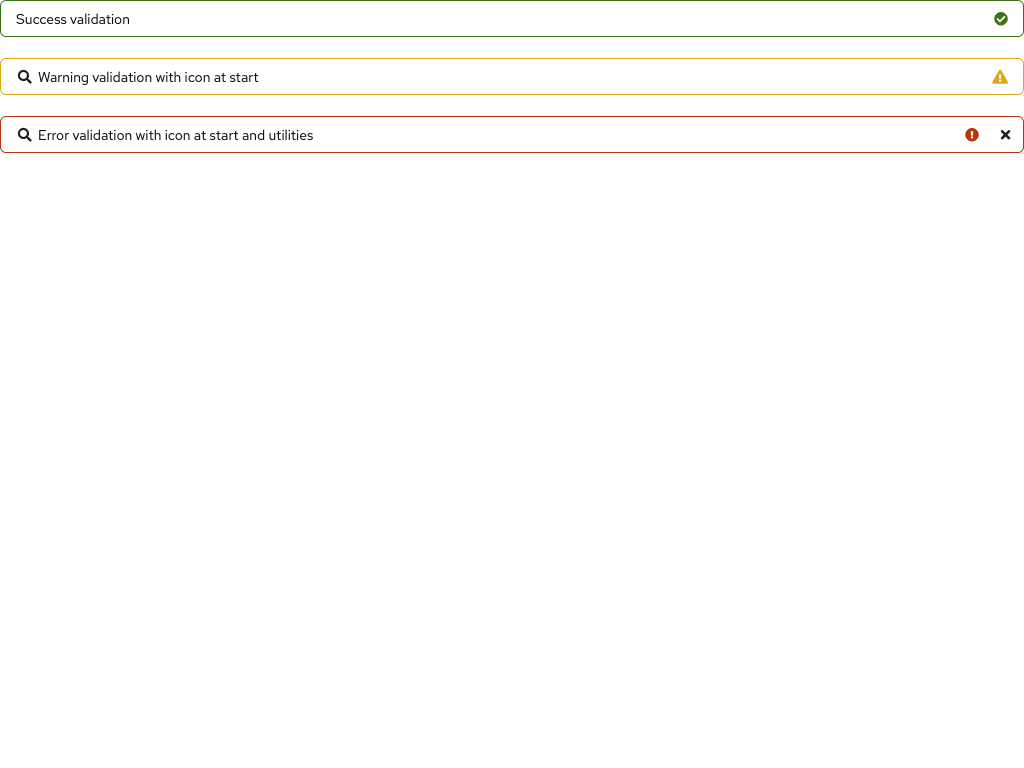 Success validation
Warning validation with icon at start
Error validation with icon at start and utilities